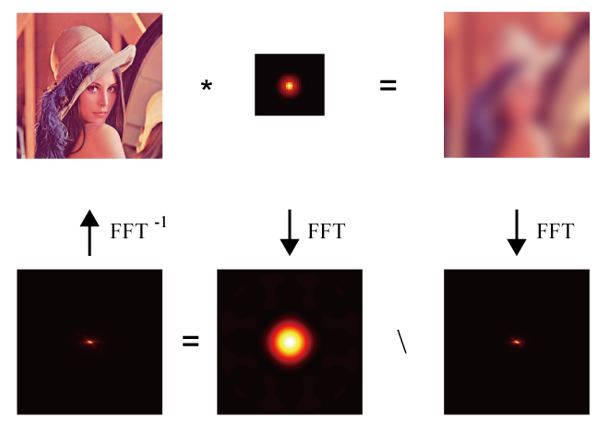 * =
FFT -1 FFT FFT
= \